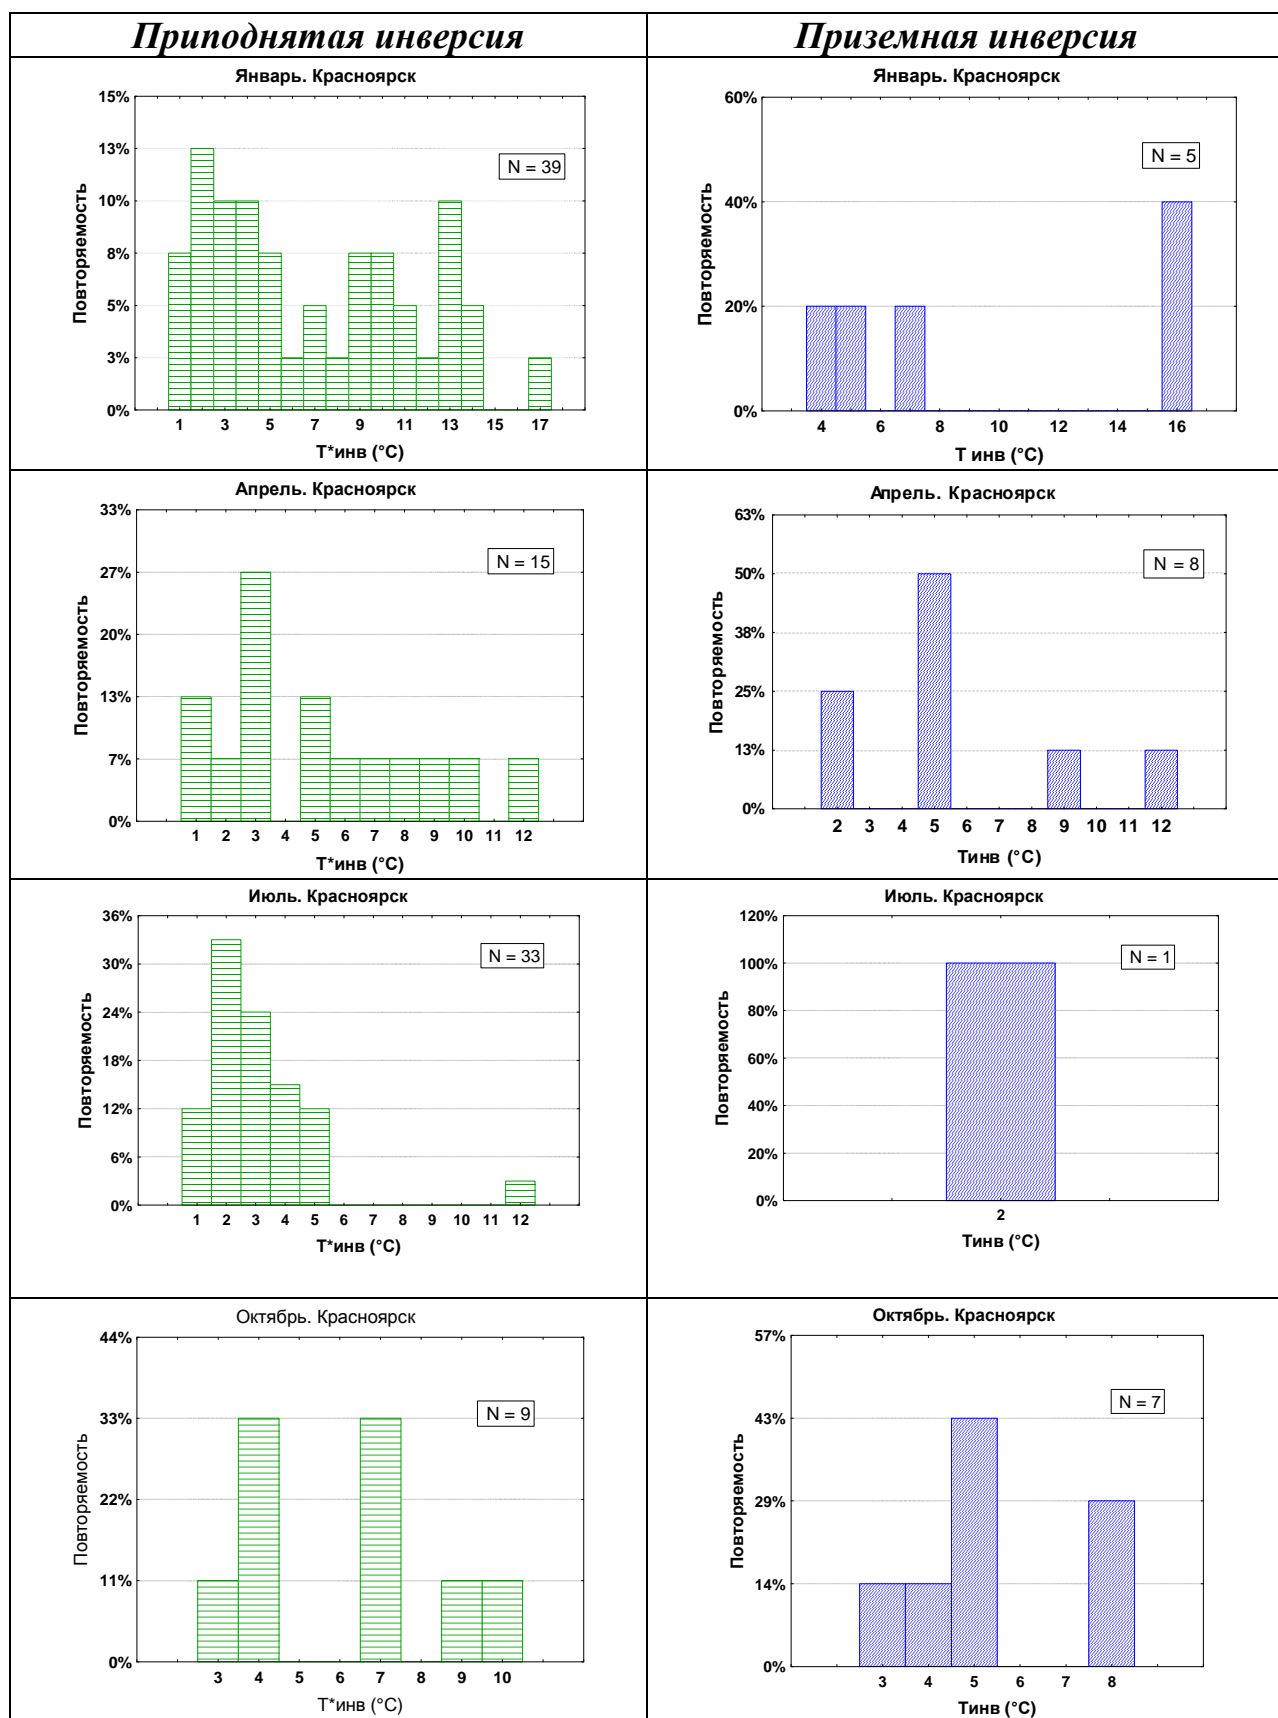 Приподнятая инверсия
Приземная инверсия
Январь. Красноярск
15%
13%
10%
8%
5%
3%
0%
Повторяемость
N = 39
1 3 5 7 9 11 13 15 17
T*инв (°C)
Январь. Красноярск
60%
40%
20%
0%
Повторяемость
N = 5
4 6 8 10 12 14 16
T инв (°C)
Апрель. Красноярск
33%
27%
20%
13%
7%
0%
Повторяемость
N = 15
1 2 3 4 5 6 7 8 9 10 11 12
T*инв (°C)
Апрель. Красноярск
63%
50%
38%
25%
13%
0%
Повторяемость
N = 8
2 3 4 5 6 7 8 9 10 11 12
Tинв (°C)
Июль. Красноярск
36%
30%
24%
18%
12%
6%
0%
Повторяемость
N = 33
1 2 3 4 5 6 7 8 9 10 11 12
T*инв (°C)
Июль. Красноярск
120%
100%
80%
60%
40%
20%
0%
Повторяемость
N = 1
2
Tинв (°C)
Октябрь. Красноярск
44%
33%
22%
11%
0%
Повторяемость
N = 9
3 4 5 6 7 8 9 10
T*инв (°C)
Октябрь. Красноярск
57%
43%
29%
14%
0%
Повторяемость
N = 7
3 4 5 6 7 8
Tинв (°C)